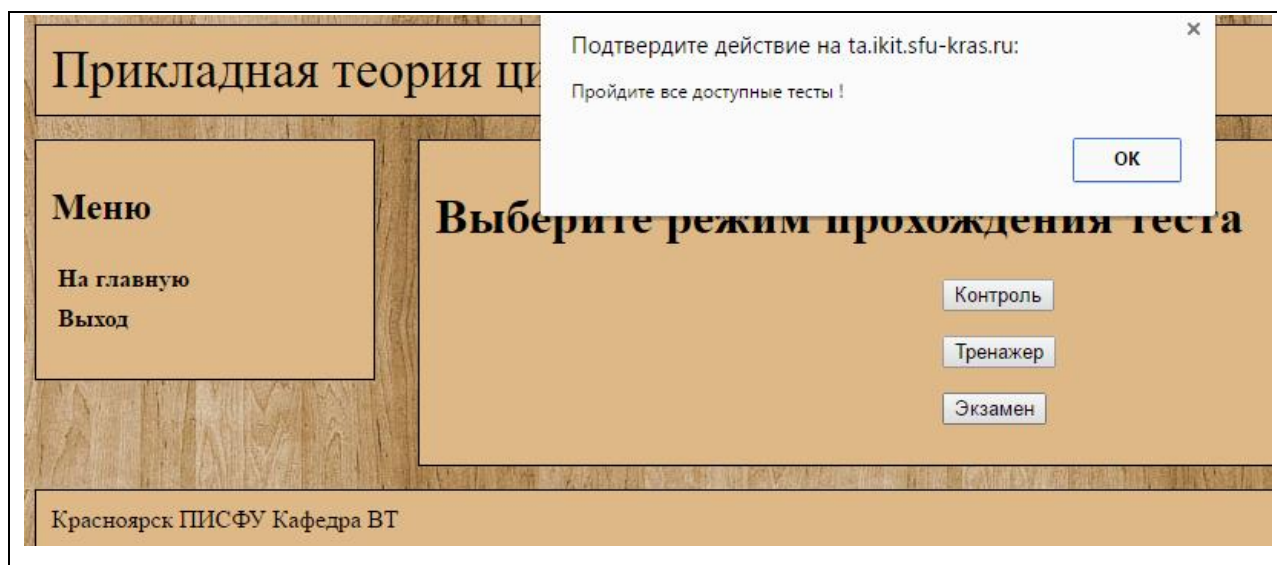 Прикладная теория ци
Подтвердите действие на ta.ikit.sfu-kras.ru:
Пройдите все доступные тесты !
OK
Меню
На главную
Выход
Выберите режим прохождения теста
Контроль
Тренажер
Экзамен
Красноярск ПИСФУ Кафедра ВТ